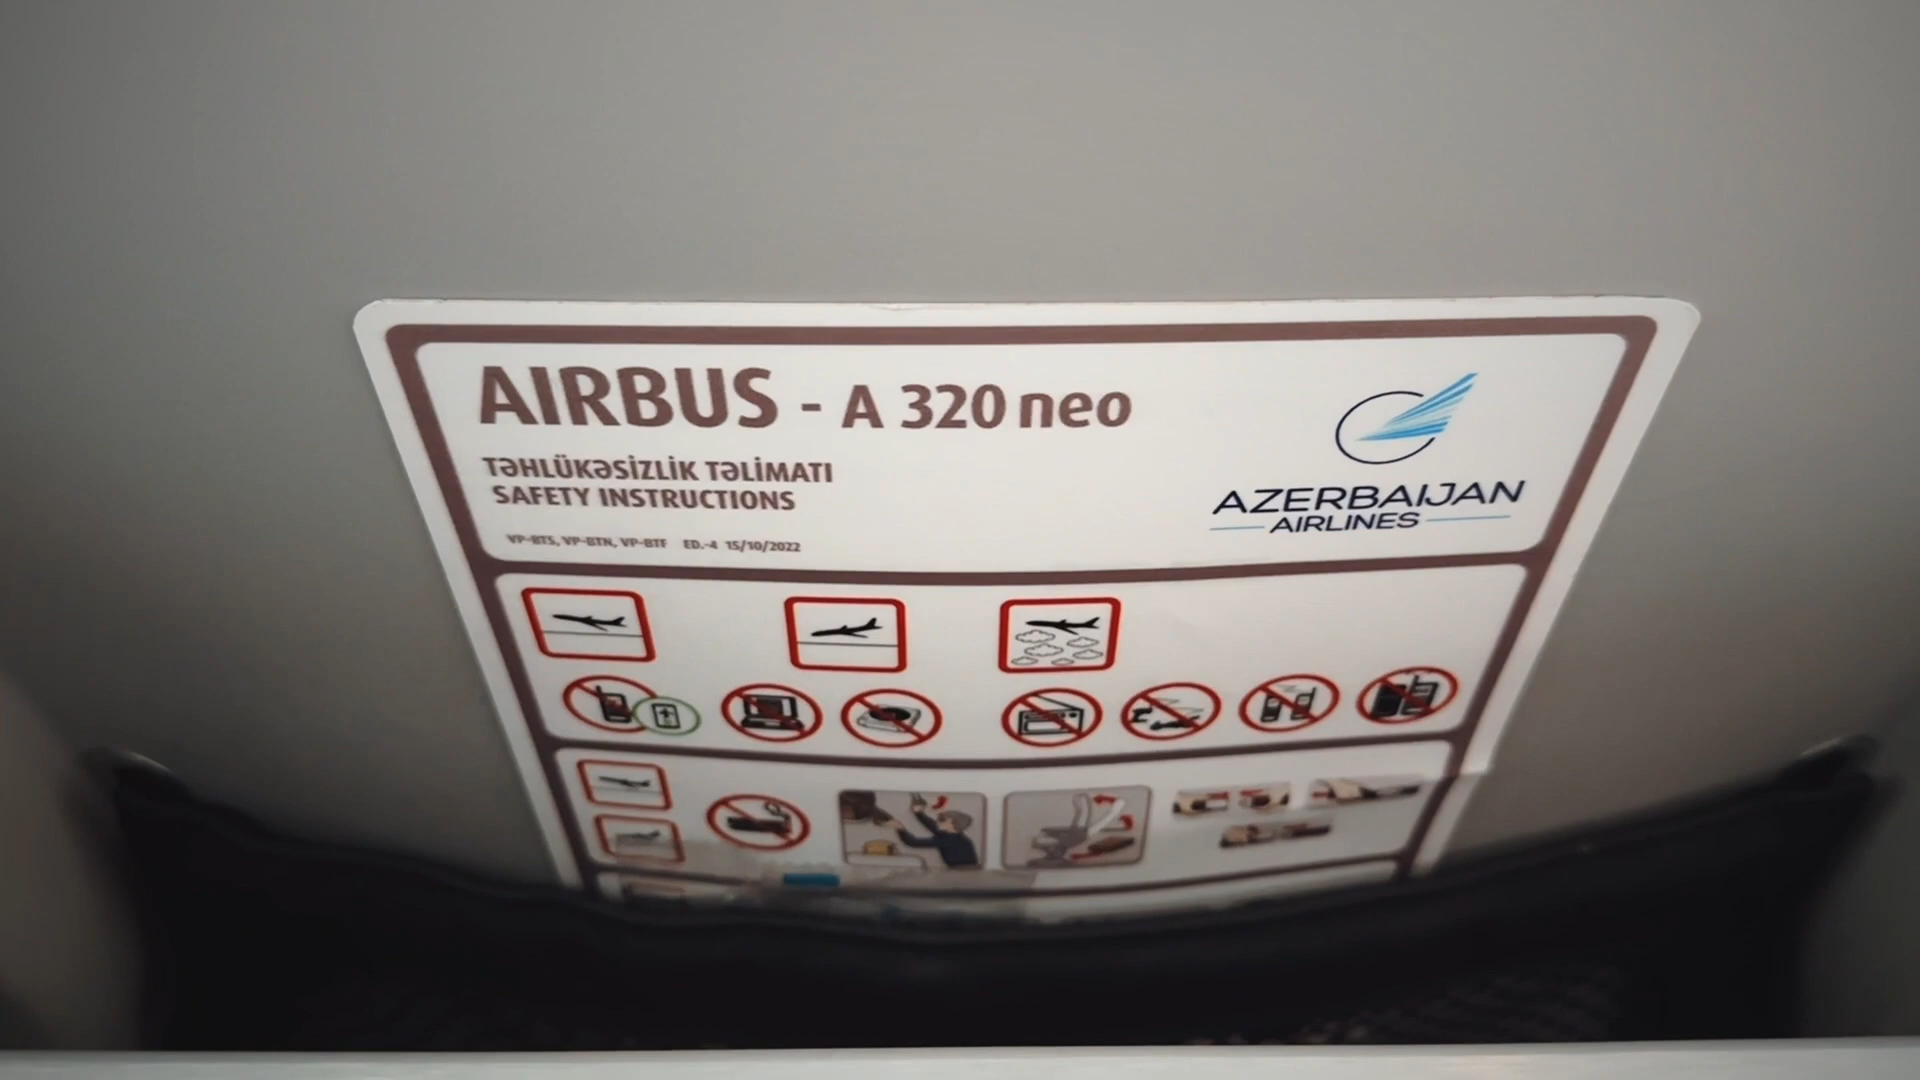 AIRBUS - A 320 neo
TƏHLÜKƏSİZLİK TƏLİMATI
SAFETY INSTRUCTIONS
VP-BTS, VP-BTN, VP-BTF ED.-4 15/10/2022
AZERBAIJAN
AIRLINES